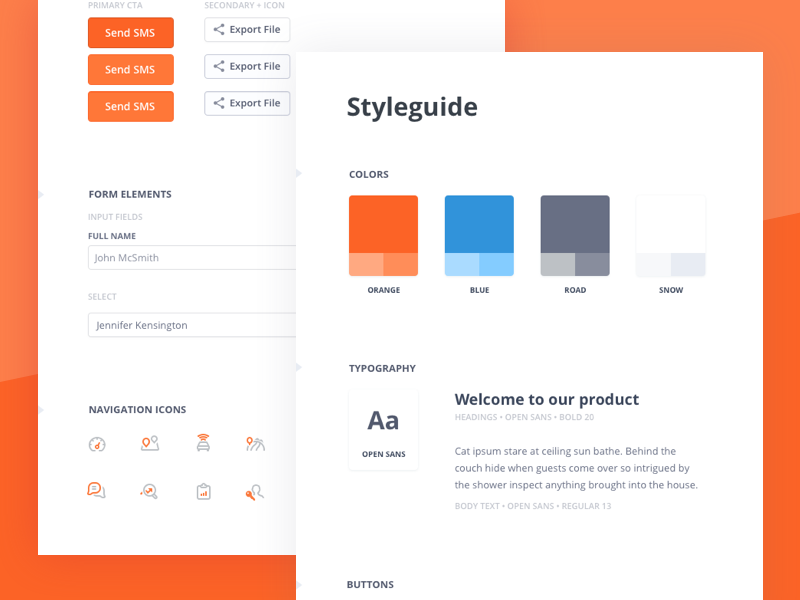 PRIMARY CTA
SECONDARY + ICON
Send SMS
Export File
Send SMS
Export File
Send SMS
Export File
FORM ELEMENTS
INPUT FIELDS
FULL NAME
John McSmith
SELECT
Jennifer Kensington
NAVIGATION ICONS
Styleguide
COLORS
ORANGE
BLUE
ROAD
SNOW
TYPOGRAPHY
Aa
OPEN SANS
Welcome to our product
HEADINGS • OPEN SANS • BOLD 20
Cat ipsum stare at ceiling sun bathe. Behind the
couch hide when guests come over so intrigued by
the shower inspect anything brought into the house.
BODY TEXT • OPEN SANS • REGULAR 13
BUTTONS